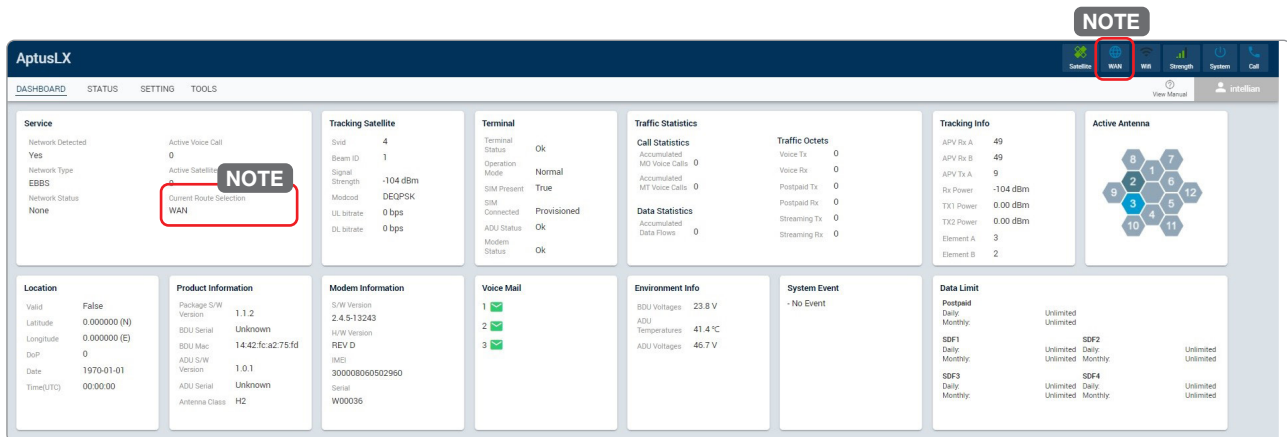 NOTE
AptusLX
Satellite WAN Wifi Strength System Call
DASHBOARD STATUS SETTING TOOLS
View Manual
intellian
Service
Network Detected
Yes
Network Type
EBBS
Network Status
None
Active Voice Call
0
Active Satellite
0
NOTE
Current Route Selection
WAN
Tracking Satellite
Svid 4
Beam ID 1
Signal Strength -104 dBm
Modcod DEQPSK
UL bitrate 0 bps
DL bitrate 0 bps
Terminal
Terminal Status Ok
Operation Mode Normal
SIM Present True
SIM Connected Provisioned
ADU Status Ok
Modem Status Ok
Traffic Statistics
Call Statistics
Accumulated MO Voice Calls 0
Accumulated MT Voice Calls 0
Data Statistics
Accumulated Data Flows 0
Traffic Octets
Voice Tx 0
Voice Rx 0
Postpaid Tx 0
Postpaid Rx 0
Streaming Tx 0
Streaming Rx 0
Tracking Info
APV Rx A 49
APV Rx B 49
APV Tx A 9
Rx Power -104 dBm
TX1 Power 0.00 dBm
TX2 Power 0.00 dBm
Element A 3
Element B 2
Active Antenna
8 7
1
2 6
9 12
3 5
4
10 11
Location
Valid False
Latitude 0.000000 (N)
Longitude 0.000000 (E)
DoP 0
Date 1970-01-01
Time(UTC) 00:00:00
Product Information
Package S/W Version 1.1.2
BDU Serial Unknown
BDU Mac 14:42:fc:a2:75:fd
ADU S/W Version 1.0.1
ADU Serial Unknown
Antenna Class H2
Modem Information
S/W Version
2.4.5-13243
H/W Version
REV D
IMEI
300008060502960
Serial
W00036
Voice Mail
1
2
3
Environment Info
BDU Voltages 23.8 V
ADU Temperatures 41.4 ℃
ADU Voltages 46.7 V
System Event
- No Event
Data Limit
Postpaid
Daily: Unlimited
Monthly: Unlimited
SDF1 SDF2
Daily: Unlimited Daily: Unlimited
Monthly: Unlimited Monthly: Unlimited
SDF3 SDF4
Daily: Unlimited Daily: Unlimited
Monthly: Unlimited Monthly: Unlimited